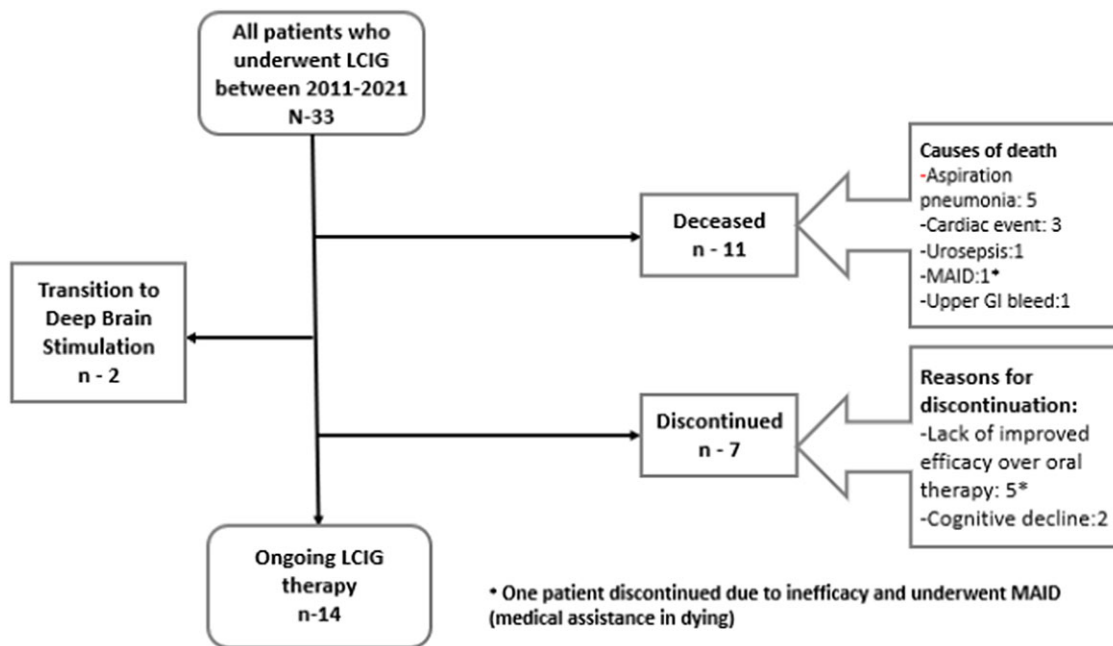 All patients who
underwent LCIG
between 2011-2021
N-33
Deceased
n - 11
Causes of death
-Aspiration
pneumonia: 5
-Cardiac event: 3
-Urosepsis:1
-MAID:1*
-Upper GI bleed:1
Transition to
Deep Brain
Stimulation
n - 2
Discontinued
n - 7
Reasons for
discontinuation:
-Lack of improved
efficacy over oral
therapy: 5*
-Cognitive decline:2
Ongoing LCIG
therapy
n-14
* One patient discontinued due to inefficacy and underwent MAID
(medical assistance in dying)